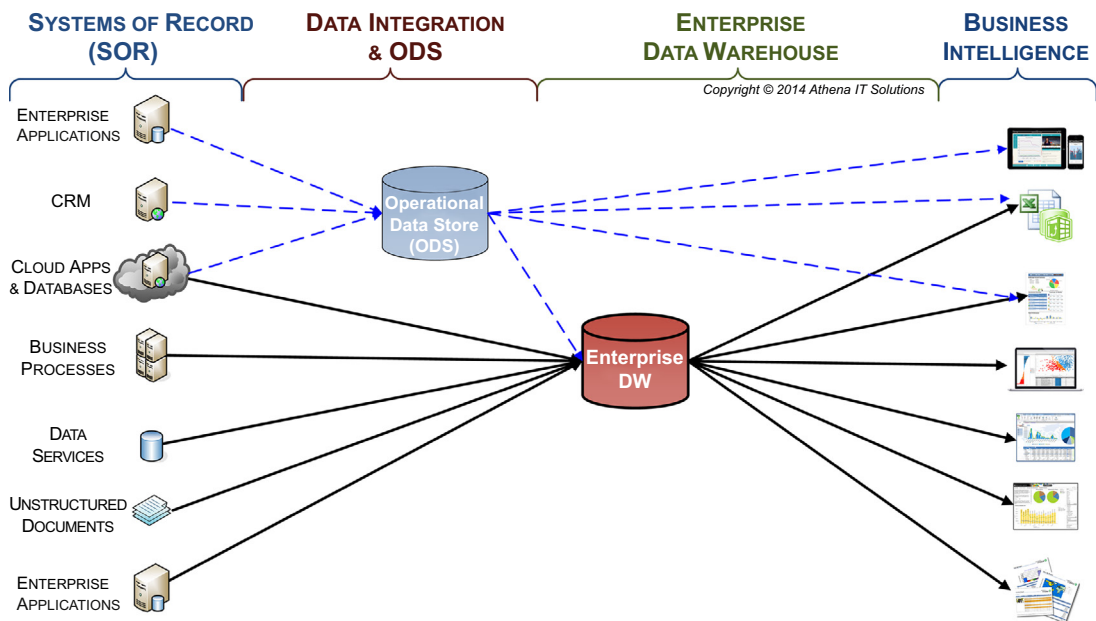 SYSTEMS OF RECORD
(SOR)
DATA INTEGRATION
& ODS
ENTERPRISE
DATA WAREHOUSE
BUSINESS
INTELLIGENCE
Copyright © 2014 Athena IT Solutions
ENTERPRISE
APPLICATIONS
CRM
CLOUD APPS
& DATABASES
BUSINESS
PROCESSES
DATA
SERVICES
UNSTRUCTURED
DOCUMENTS
ENTERPRISE
APPLICATIONS
Operational
Data Store
(ODS)
Enterprise
DW